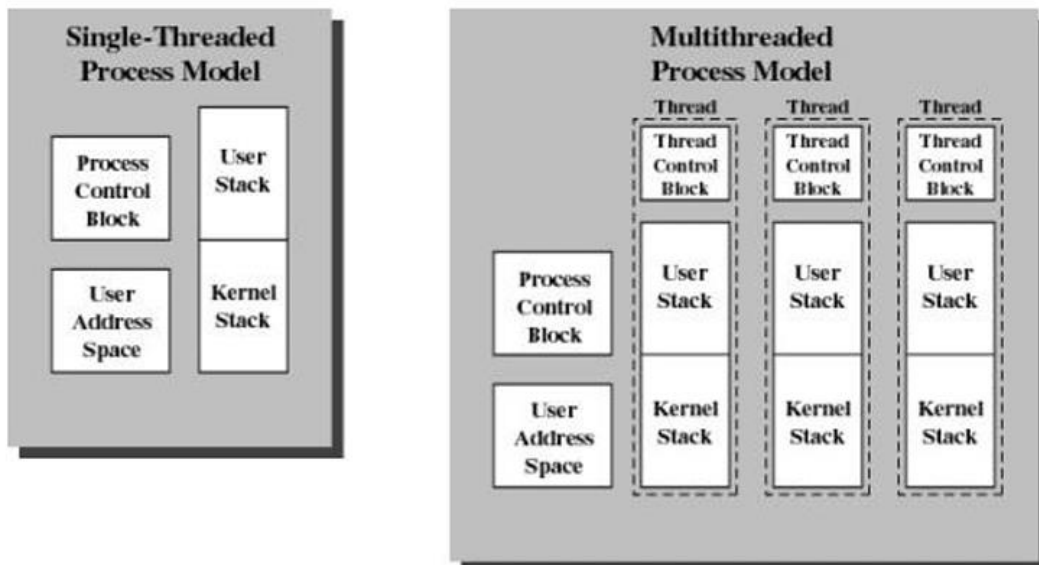 Single-Threaded
Process Model
Process
Control
Block
User
Stack
User
Address
Space
Kernel
Stack
Multithreaded
Process Model
Thread
Thread
Thread
Thread
Control
Block
Thread
Control
Block
Thread
Control
Block
Process
Control
Block
User
Stack
User
Stack
User
Stack
User
Address
Space
Kernel
Stack
Kernel
Stack
Kernel
Stack